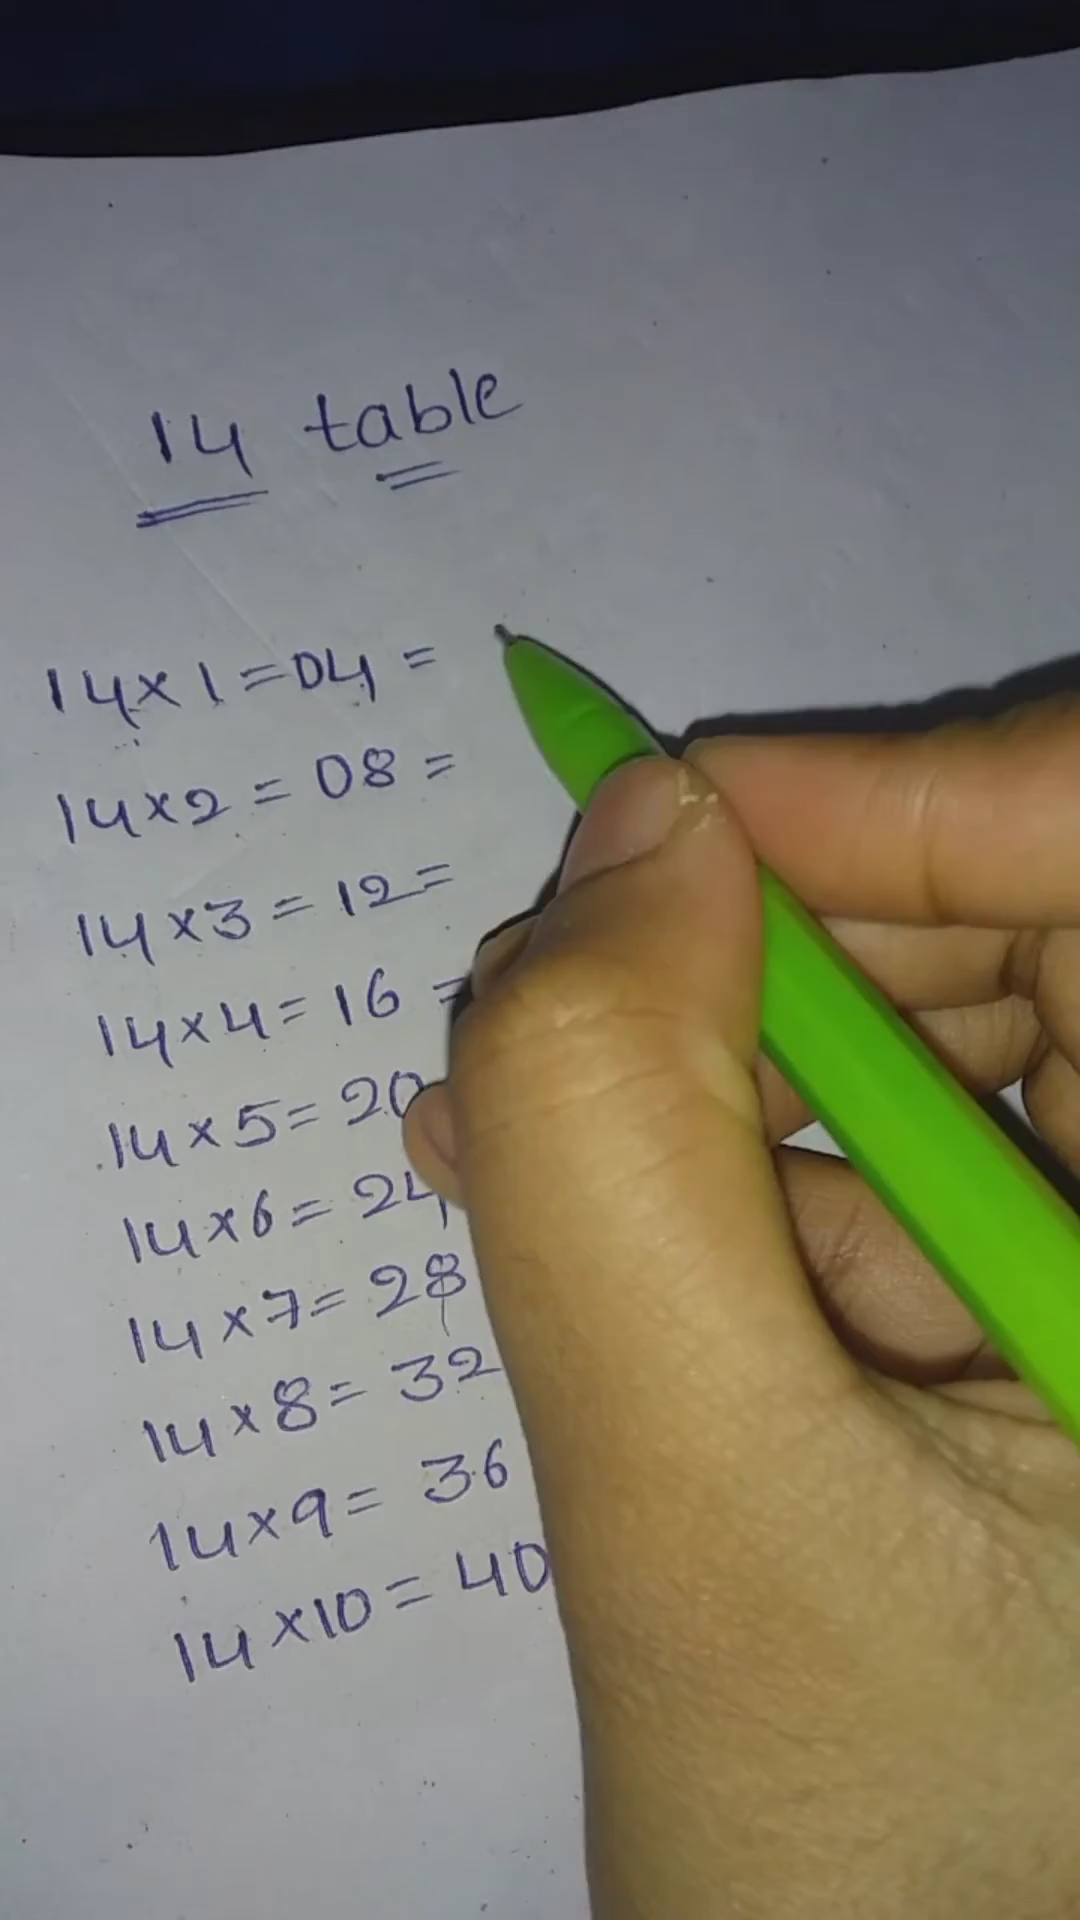 14 table
14×1=04 =
14×2 = 08 =
14×3 = 12 =
14×4 = 16 =
14×5 = 20
14×6 = 24
14×7 = 28
14×8 = 32
14×9 = 36
14×10 = 40